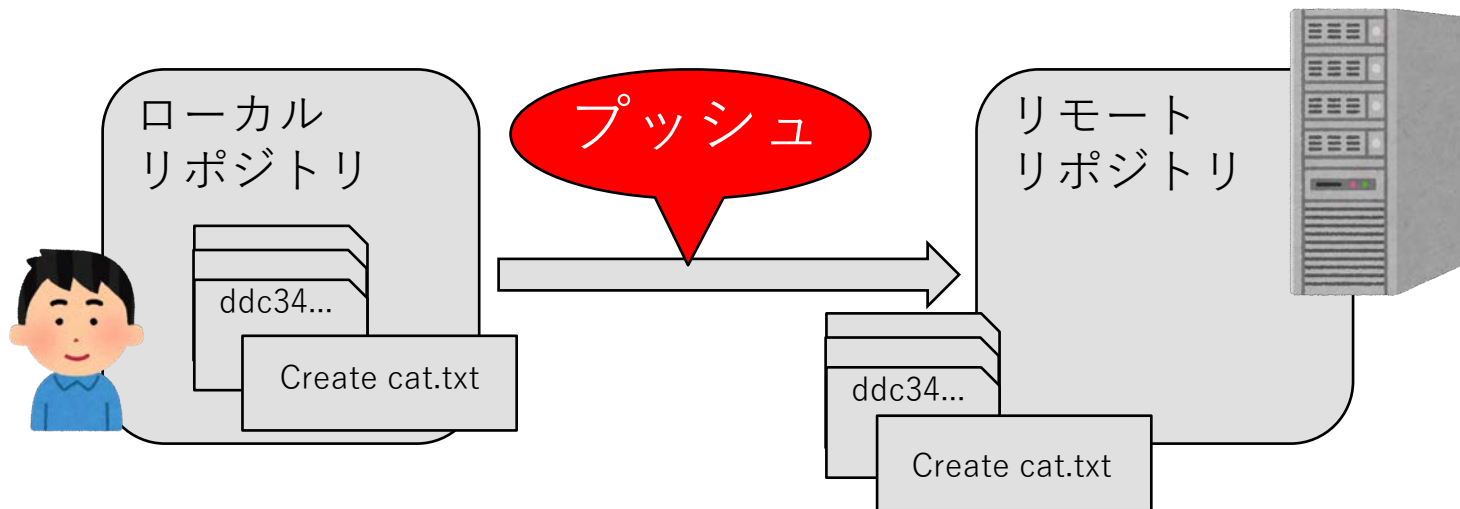 ローカル
リポジトリ
プッシュ
リモート
リポジトリ
ddc34...
Create cat.txt
ddc34...
Create cat.txt